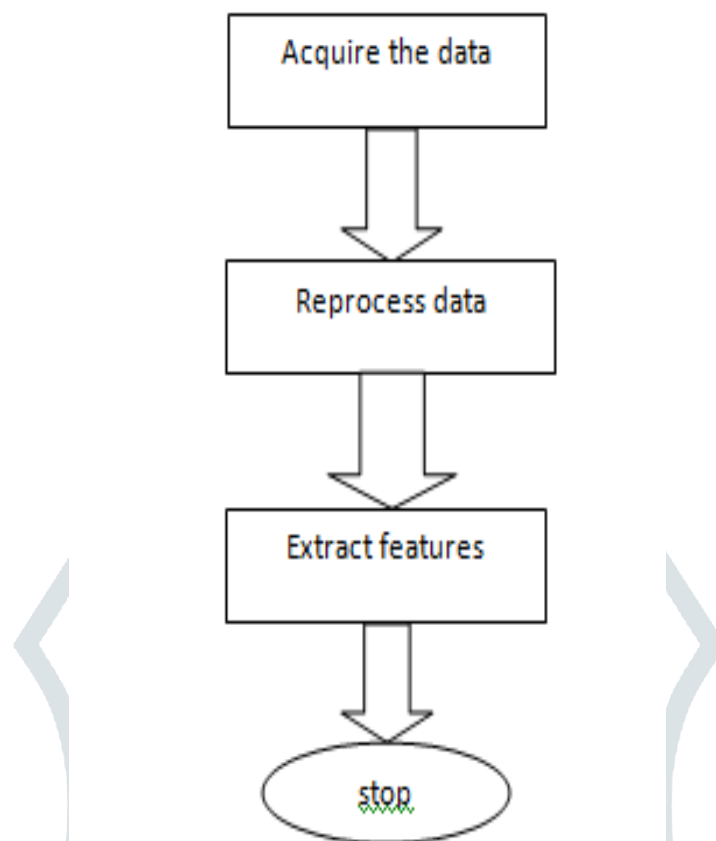 Acquire the data
Reprocess data
Extract features
stop